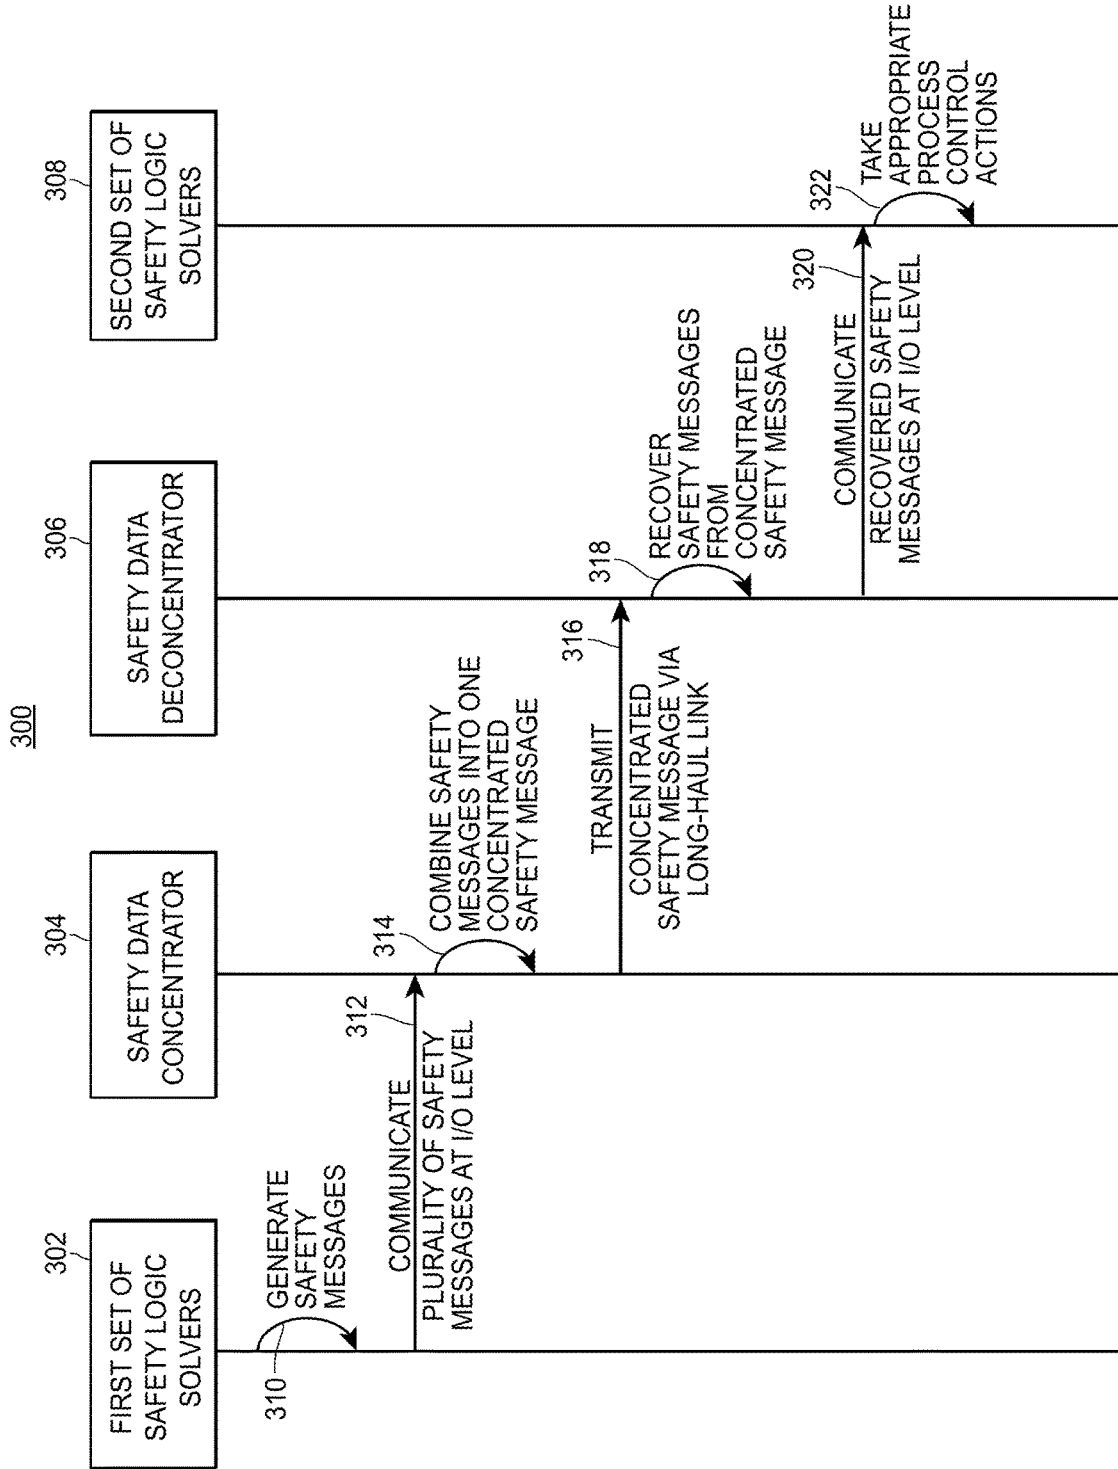 300
302
FIRST SET OF
SAFETY LOGIC
SOLVERS
304
SAFETY DATA
CONCENTRATOR
306
SAFETY DATA
DECONCENTRATOR
308
SECOND SET OF
SAFETY LOGIC
SOLVERS
310
GENERATE
SAFETY
MESSAGES
COMMUNICATE
312
PLURALITY OF SAFETY
MESSAGES AT I/O LEVEL
314
COMBINE SAFETY
MESSAGES INTO ONE
CONCENTRATED
SAFETY MESSAGE
TRANSMIT
316
CONCENTRATED
SAFETY MESSAGE VIA
LONG-HAUL LINK
318
RECOVER
SAFETY MESSAGES
FROM
CONCENTRATED
SAFETY MESSAGE
COMMUNICATE
320
RECOVERED SAFETY
MESSAGES AT I/O LEVEL
322
TAKE
APPROPRIATE
PROCESS
CONTROL
ACTIONS